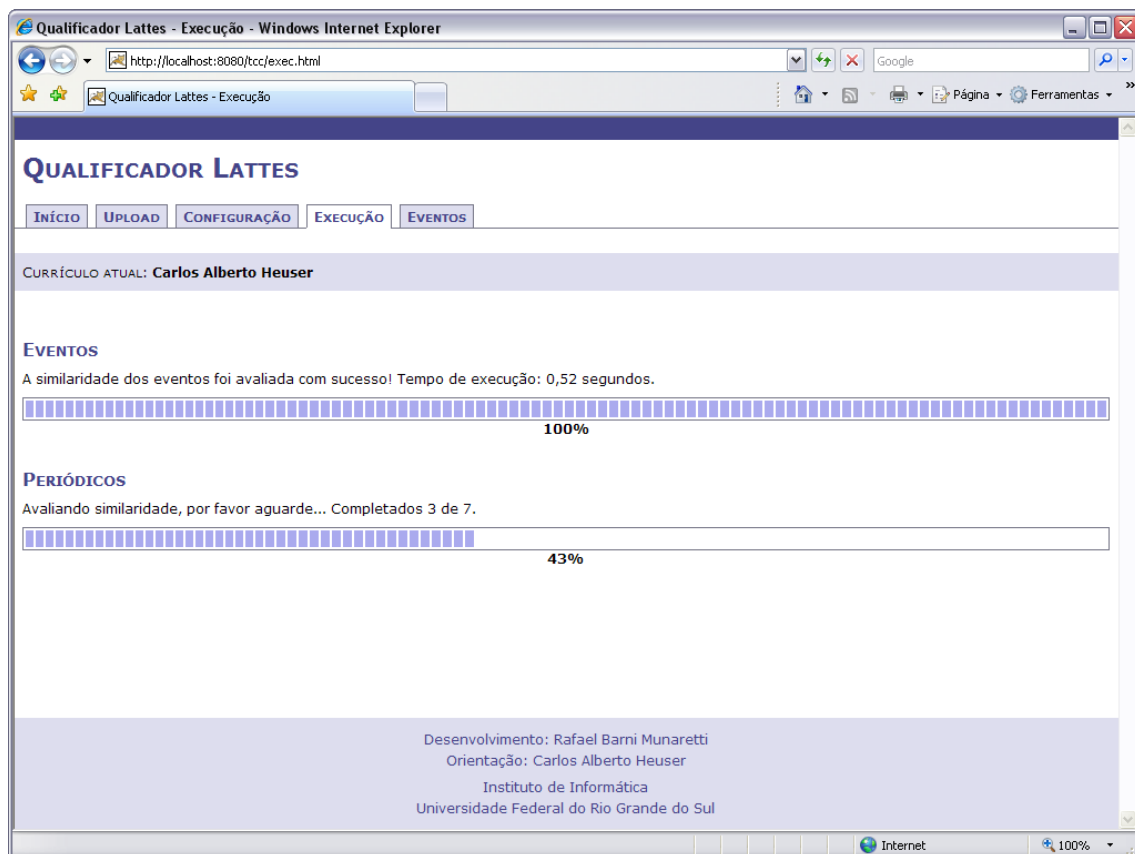 Qualificador Lattes - Execução - Windows Internet Explorer
http://localhost:8080/tcc/exec.html
Google
Qualificador Lattes - Execução
Página
Ferramentas
»
QUALIFICADOR LATTES
INÍCIO UPLOAD CONFIGURAÇÃO EXECUÇÃO EVENTOS
CURRÍCULO ATUAL: Carlos Alberto Heuser
EVENTOS
A similaridade dos eventos foi avaliada com sucesso! Tempo de execução: 0,52 segundos.
100%
PERIÓDICOS
Avaliando similaridade, por favor aguarde... Completados 3 de 7.
43%
Desenvolvimento: Rafael Barni Munaretti
Orientação: Carlos Alberto Heuser
Instituto de Informática
Universidade Federal do Rio Grande do Sul
Internet
100%